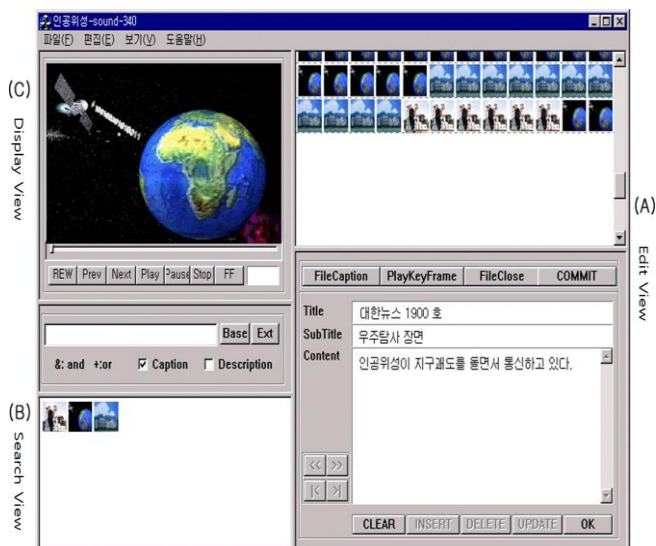 인공위성-sound-340
파일(F) 편집(E) 보기(V) 도움말(H)
(C)
Display View
REW Prev Next Play Pause Stop FF
Base Ext
&: and +:or Caption Description
(B)
Search View
(A)
Edit View
FileCaption PlayKeyFrame FileClose COMMIT
Title 대한뉴스 1900 호
SubTitle 우주탐사 장면
Content 인공위성이 지구궤도를 돌면서 통신하고 있다.
<< >>
|< >|
CLEAR INSERT DELETE UPDATE OK